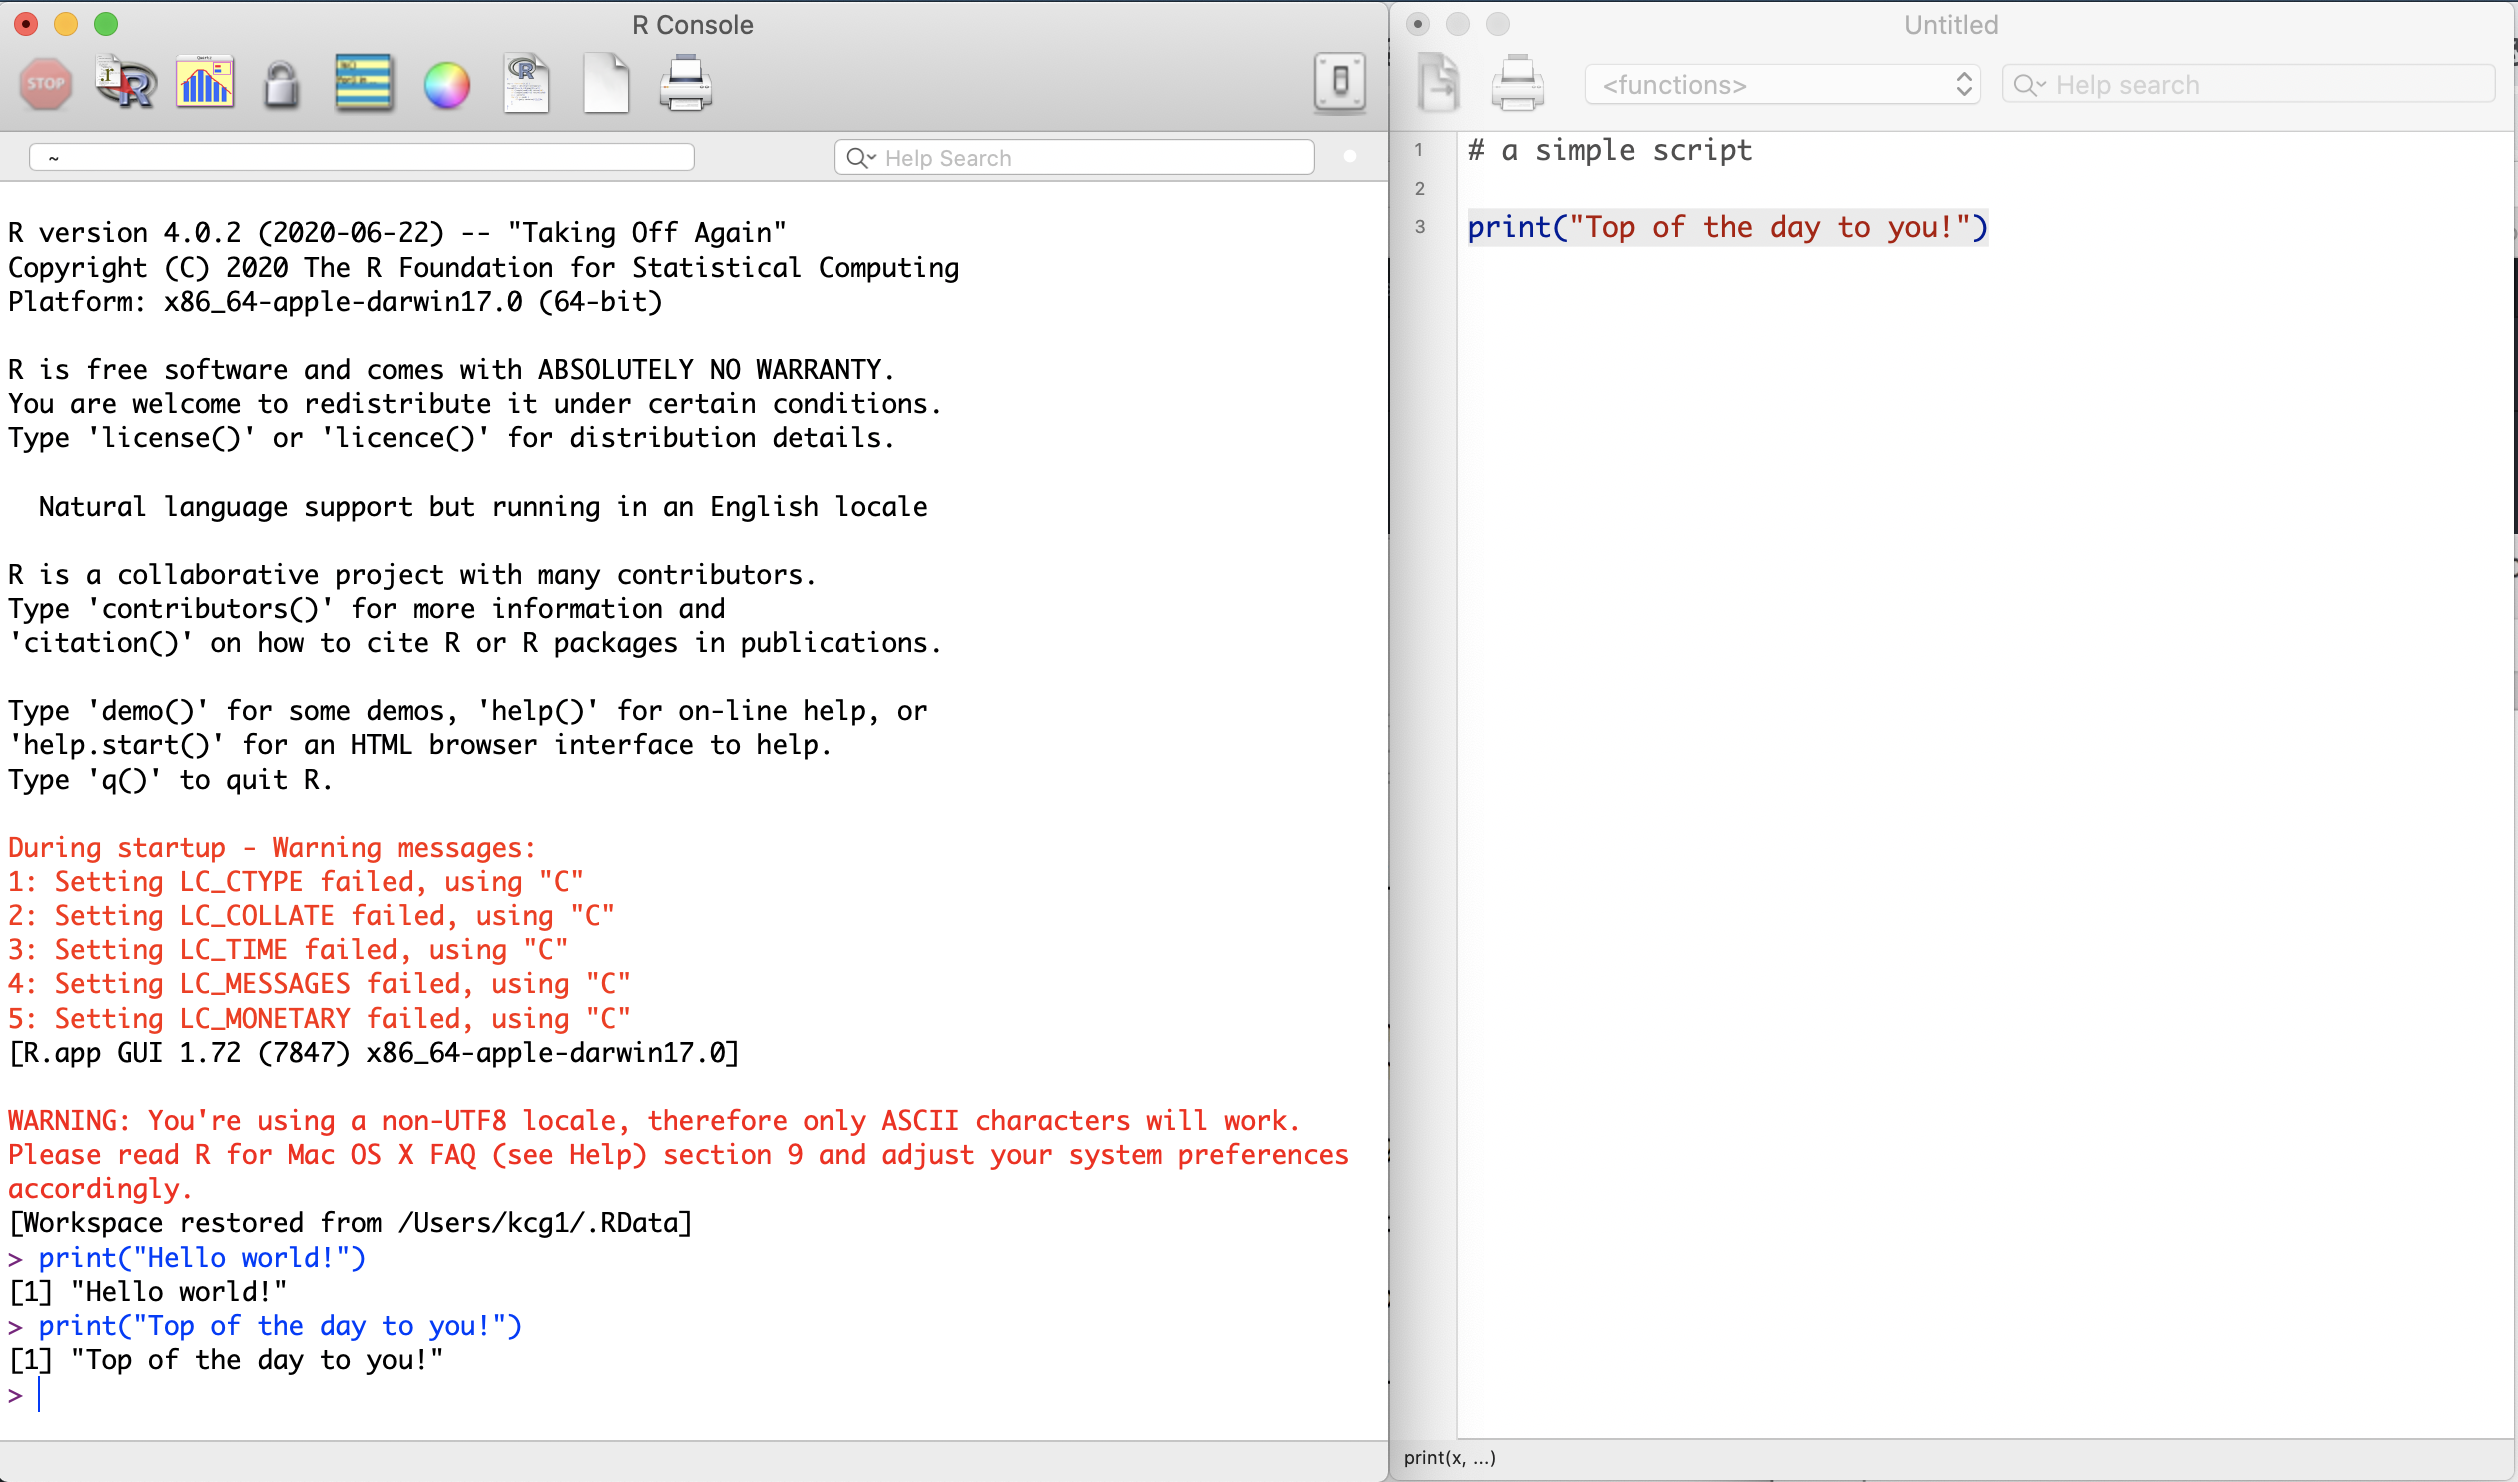 R Console
STOP
~
Help Search
R version 4.0.2 (2020-06-22) -- "Taking Off Again"
Copyright (C) 2020 The R Foundation for Statistical Computing
Platform: x86_64-apple-darwin17.0 (64-bit)
R is free software and comes with ABSOLUTELY NO WARRANTY.
You are welcome to redistribute it under certain conditions.
Type 'license()' or 'licence()' for distribution details.
Natural language support but running in an English locale
R is a collaborative project with many contributors.
Type 'contributors()' for more information and
'citation()' on how to cite R or R packages in publications.
Type 'demo()' for some demos, 'help()' for on-line help, or
'help.start()' for an HTML browser interface to help.
Type 'q()' to quit R.
During startup - Warning messages:
1: Setting LC_CTYPE failed, using "C"
2: Setting LC_COLLATE failed, using "C"
3: Setting LC_TIME failed, using "C"
4: Setting LC_MESSAGES failed, using "C"
5: Setting LC_MONETARY failed, using "C"
[R.app GUI 1.72 (7847) x86_64-apple-darwin17.0]
WARNING: You're using a non-UTF8 locale, therefore only ASCII characters will work.
Please read R for Mac OS X FAQ (see Help) section 9 and adjust your system preferences
accordingly.
[Workspace restored from /Users/kcg1/.RData]
> print("Hello world!")
[1] "Hello world!"
> print("Top of the day to you!")
[1] "Top of the day to you!"
>
Untitled
<functions>
Help search
1 # a simple script
2
3 print("Top of the day to you!")
print(x, ...)